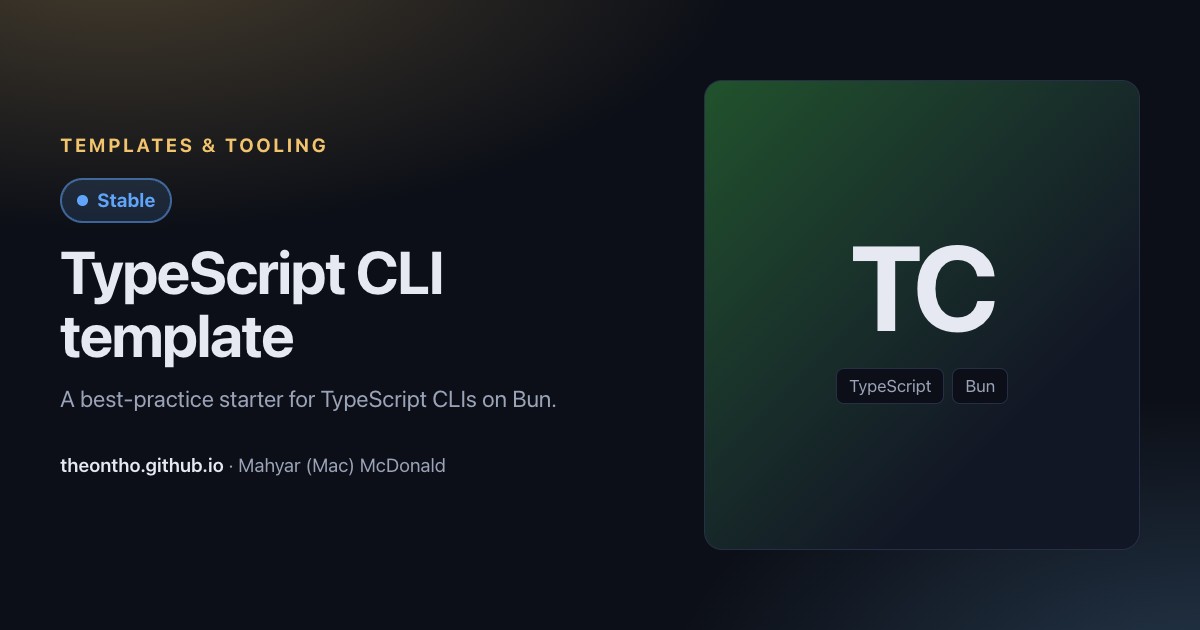 TEMPLATES & TOOLING
Stable
TypeScript CLI
template
A best-practice starter for TypeScript CLIs on Bun.
theontho.github.io · Mahyar (Mac) McDonald
TC
TypeScript Bun